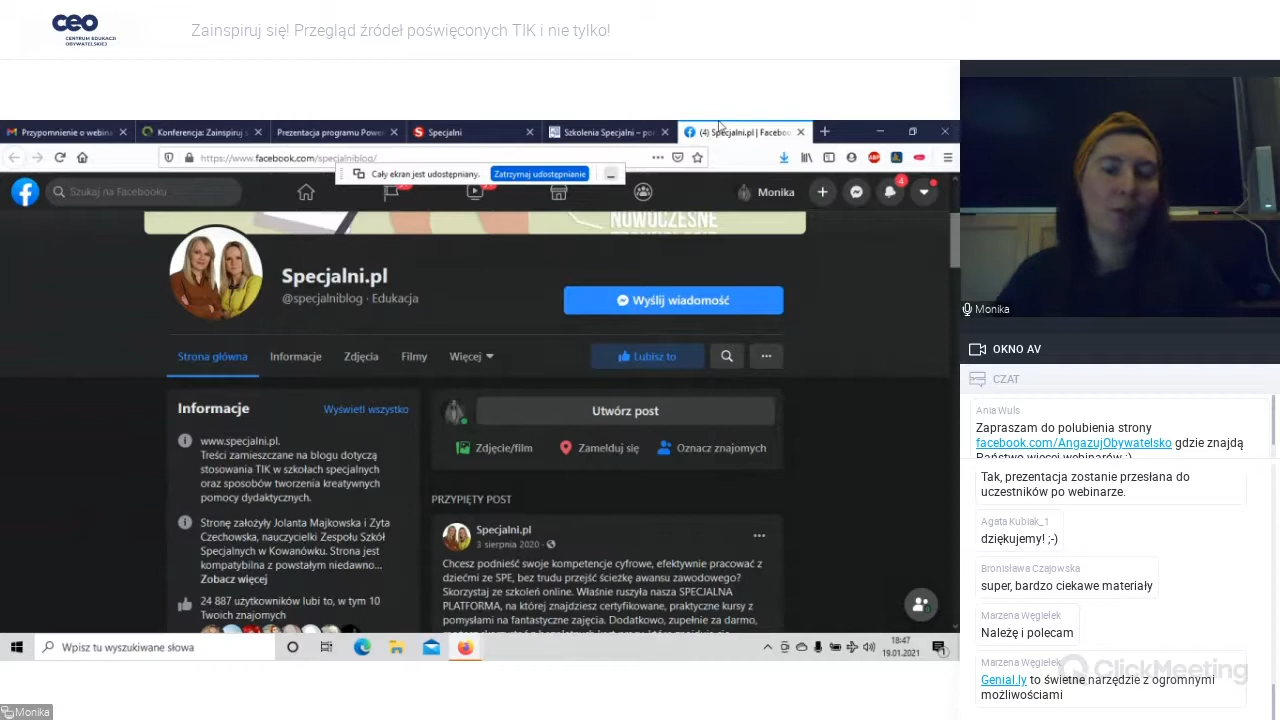 ceo
CENTRUM EDUKACJI
OBYWATELSKIEJ
Zainspiruj się! Przegląd źródeł poświęconych TIK i nie tylko!
Przypomnienie o webina
Konferencja: Zainspiruj s
Prezentacja programu Powe
Specjalni
Szkolenia Specjalni – po
(4) Specjalni.pl | Facebo
https://www.facebook.com/specjalniblog/
Cały ekran jest udostępniany.
Zatrzymaj udostępnianie
Szukaj na Facebooku
Monika
4
NOWOCZESNE
Specjalni.pl
@specjalniblog · Edukacja
Wyślij wiadomość
Strona główna
Informacje
Zdjęcia
Filmy
Więcej
Lubisz to
Informacje
Wyświetl wszystko
www.specjalni.pl.
Treści zamieszczane na blogu dotyczą
stosowania TIK w szkołach specjalnych
oraz sposobów tworzenia kreatywnych
pomocy dydaktycznych.
Stronę założyły Jolanta Majkowska i Zyta
Czechowska, nauczycielki Zespołu Szkół
Specjalnych w Kowanówku. Strona jest
kompatybilna z powstałym niedawno...
Zobacz więcej
24 887 użytkowników lubi to, w tym 10
Twoich znajomych
Utwórz post
Zdjęcie/film
Zamelduj się
Oznacz znajomych
PRZYPIĘTY POST
Specjalni.pl
3 sierpnia 2020
Chcesz podnieść swoje kompetencje cyfrowe, efektywnie pracować z
dziećmi ze SPE, bez trudu przejść ścieżkę awansu zawodowego?
Skorzystaj ze szkoleń online. Właśnie ruszyła nasza SPECJALNA
PLATFORMA, na której znajdziesz certyfikowane, praktyczne kursy z
pomysłami na fantastyczne zajęcia. Dodatkowo, zupełnie za darmo,
Wpisz tu wyszukiwane słowa
18:47
19.01.2021
1
Monika
Monika
OKNO AV
CZAT
Ania Wuls
Zapraszam do polubienia strony
facebook.com/AngazujObywatelsko gdzie znajdą
Państwo więcej webinarów :)
Tak, prezentacja zostanie przesłana do
uczestników po webinarze.
Agata Kubiak_1
dziękujemy! ;-)
Bronisława Czajowska
super, bardzo ciekawe materiały
Marzena Węgiełek
Należę i polecam
Marzena Węgiełek
Genial.ly to świetne narzędzie z ogromnymi
możliwościami
ClickMeeting